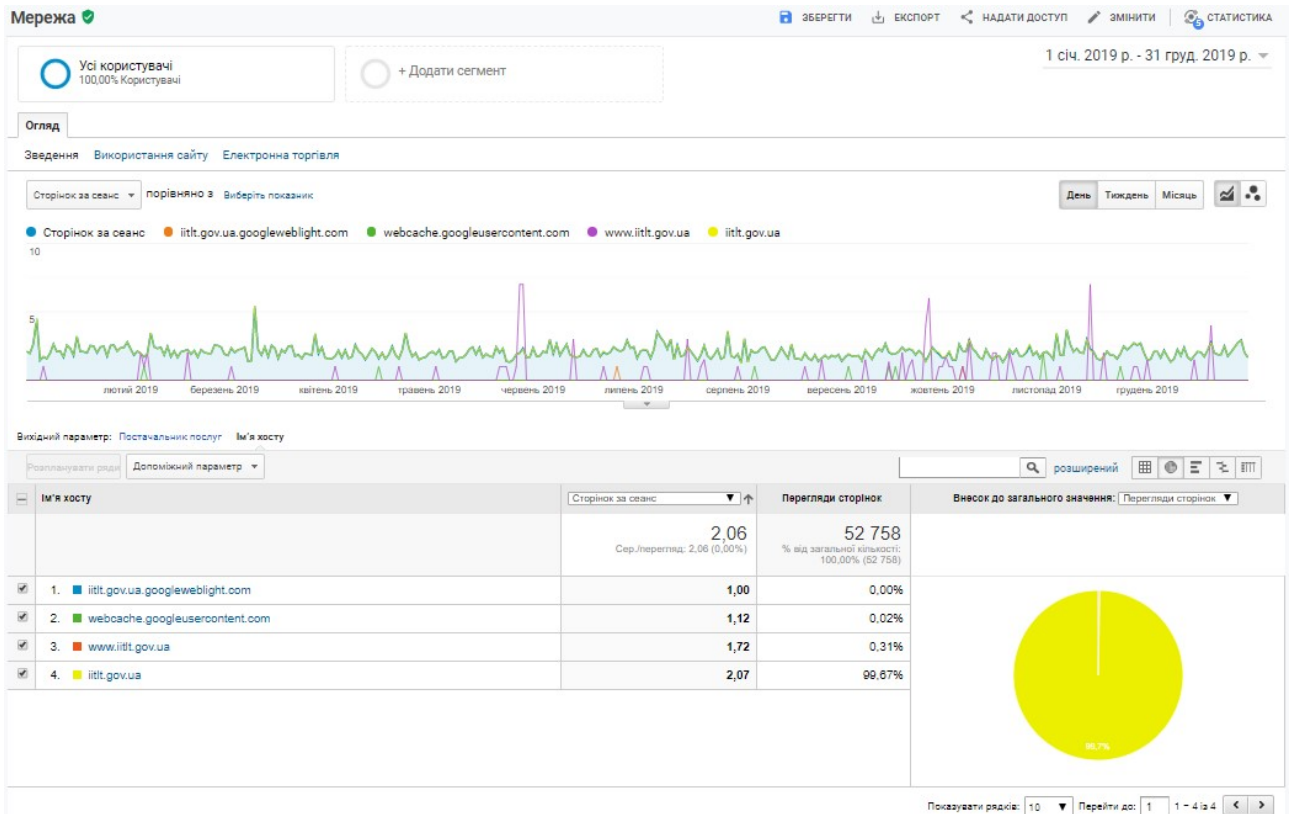 Мережа
ЗБЕРЕГТИ ЕКСПОРТ НАДАТИ ДОСТУП ЗМІНИТИ 5 СТАТИСТИКА
Усі користувачі
100,00% Користувачі
+ Додати сегмент
1 січ. 2019 р. - 31 груд. 2019 р.
Огляд
Зведення Використання сайту Електронна торгівля
Сторінок за сеанс порівняно з Виберіть показник
День Тиждень Місяць
Сторінок за сеанс iitlt.gov.ua.googleweblight.com webcache.googleusercontent.com www.iitlt.gov.ua iitlt.gov.ua
10
5
лютий 2019 березень 2019 квітень 2019 травень 2019 червень 2019 липень 2019 серпень 2019 вересень 2019 жовтень 2019 листопад 2019 грудень 2019
Вихідний параметр: Постачальник послуг Ім'я хосту
Розпланувати ряди Допоміжний параметр
розширений
Ім'я хосту Сторінок за сеанс Перегляди сторінок Внесок до загального значення: Перегляди сторінок
2,06 52 758
Сер./перегляд: 2,06 (0,00%) % від загальної кількості:
100,00% (52 758)
1. iitlt.gov.ua.googleweblight.com 1,00 0,00%
2. webcache.googleusercontent.com 1,12 0,02%
3. www.iitlt.gov.ua 1,72 0,31%
4. iitlt.gov.ua 2,07 99,67%
99,7%
Показувати рядків: 10 Перейти до: 1 1 – 4 із 4